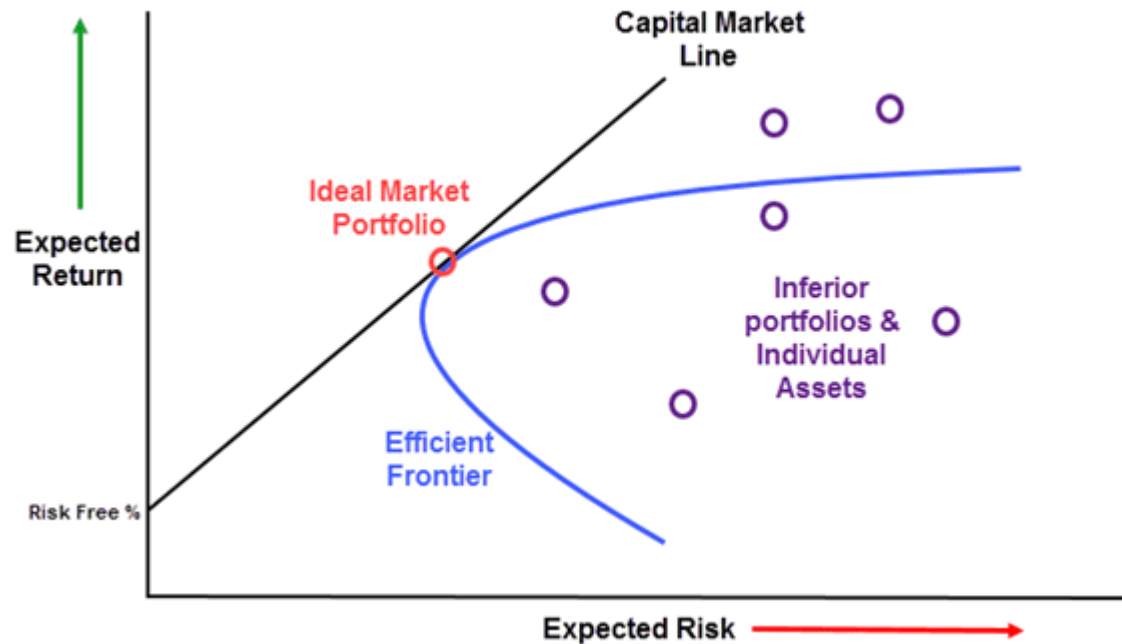 Capital Market
Line
Ideal Market
Portfolio
Expected
Return
Inferior
portfolios &
Individual
Assets
Efficient
Frontier
Risk Free %
Expected Risk